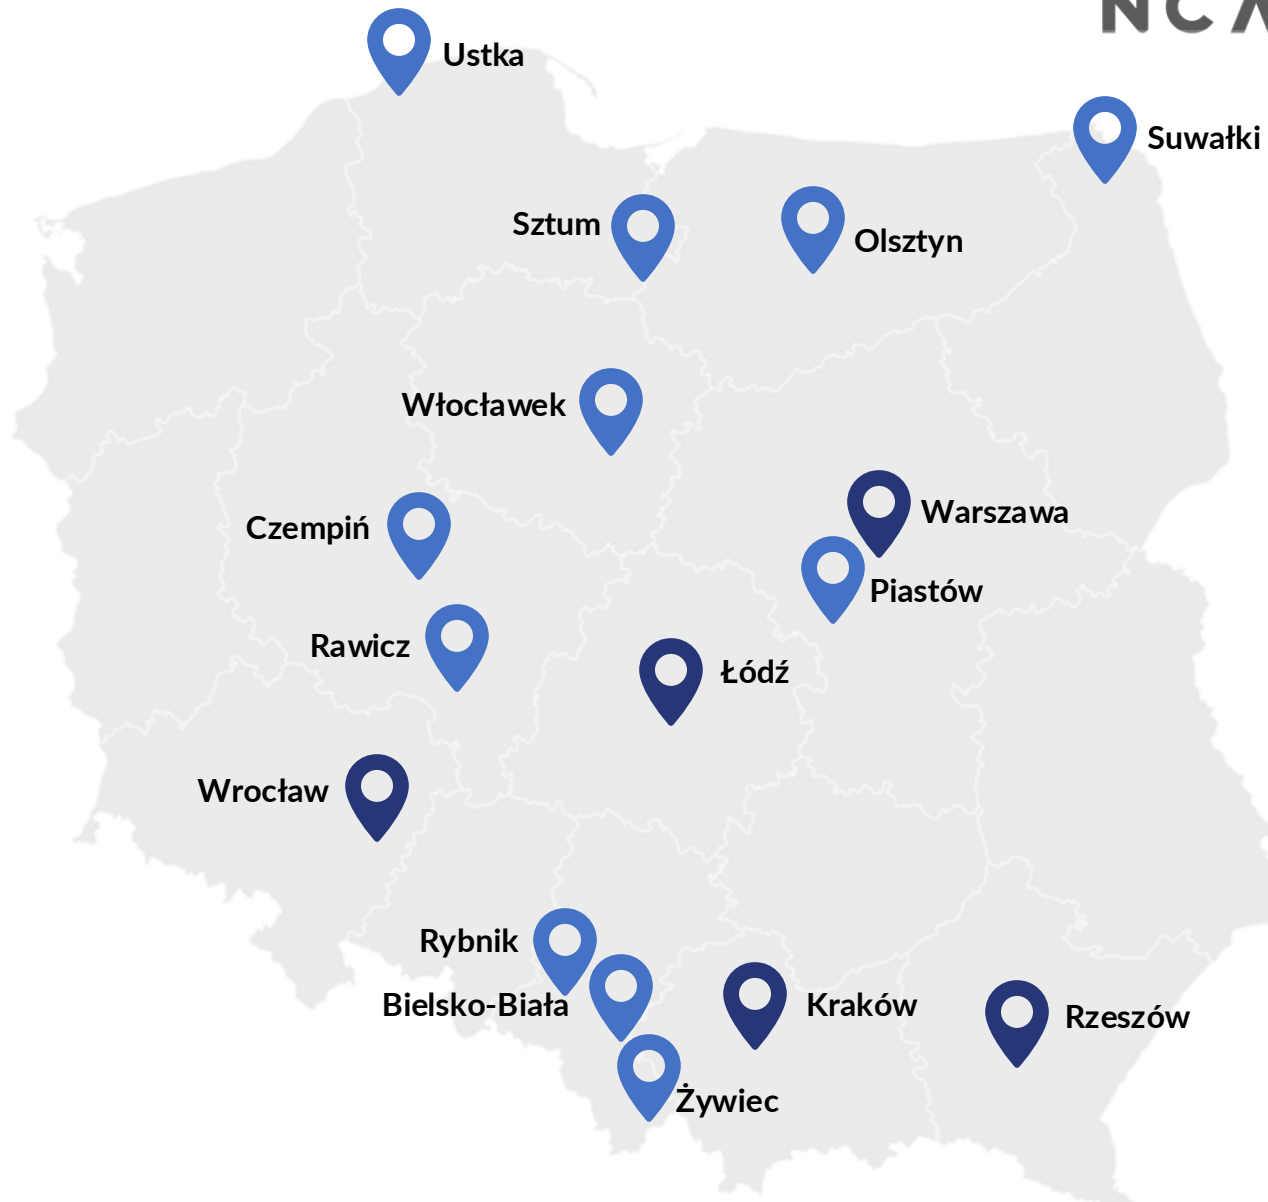 Ustka
Suwałki
Sztum
Olsztyn
Włocławek
Warszawa
Czempiń
Piastów
Rawicz
Łódź
Wrocław
Rybnik
Bielsko-Biała
Kraków
Rzeszów
Żywiec